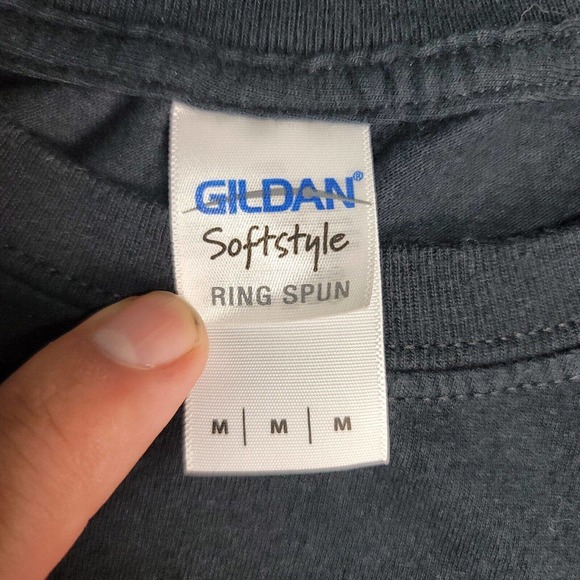 GILDAN®
Softstyle
RING SPUN
M | M | M